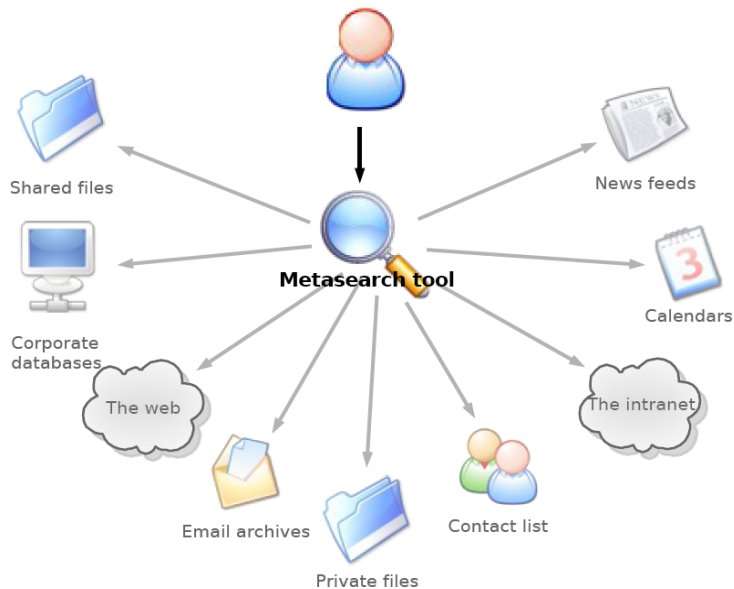 NEWS
Shared files
News feeds
3
Metasearch tool
Calendars
Corporate
databases
The web
The intranet
Email archives
Contact list
Private files